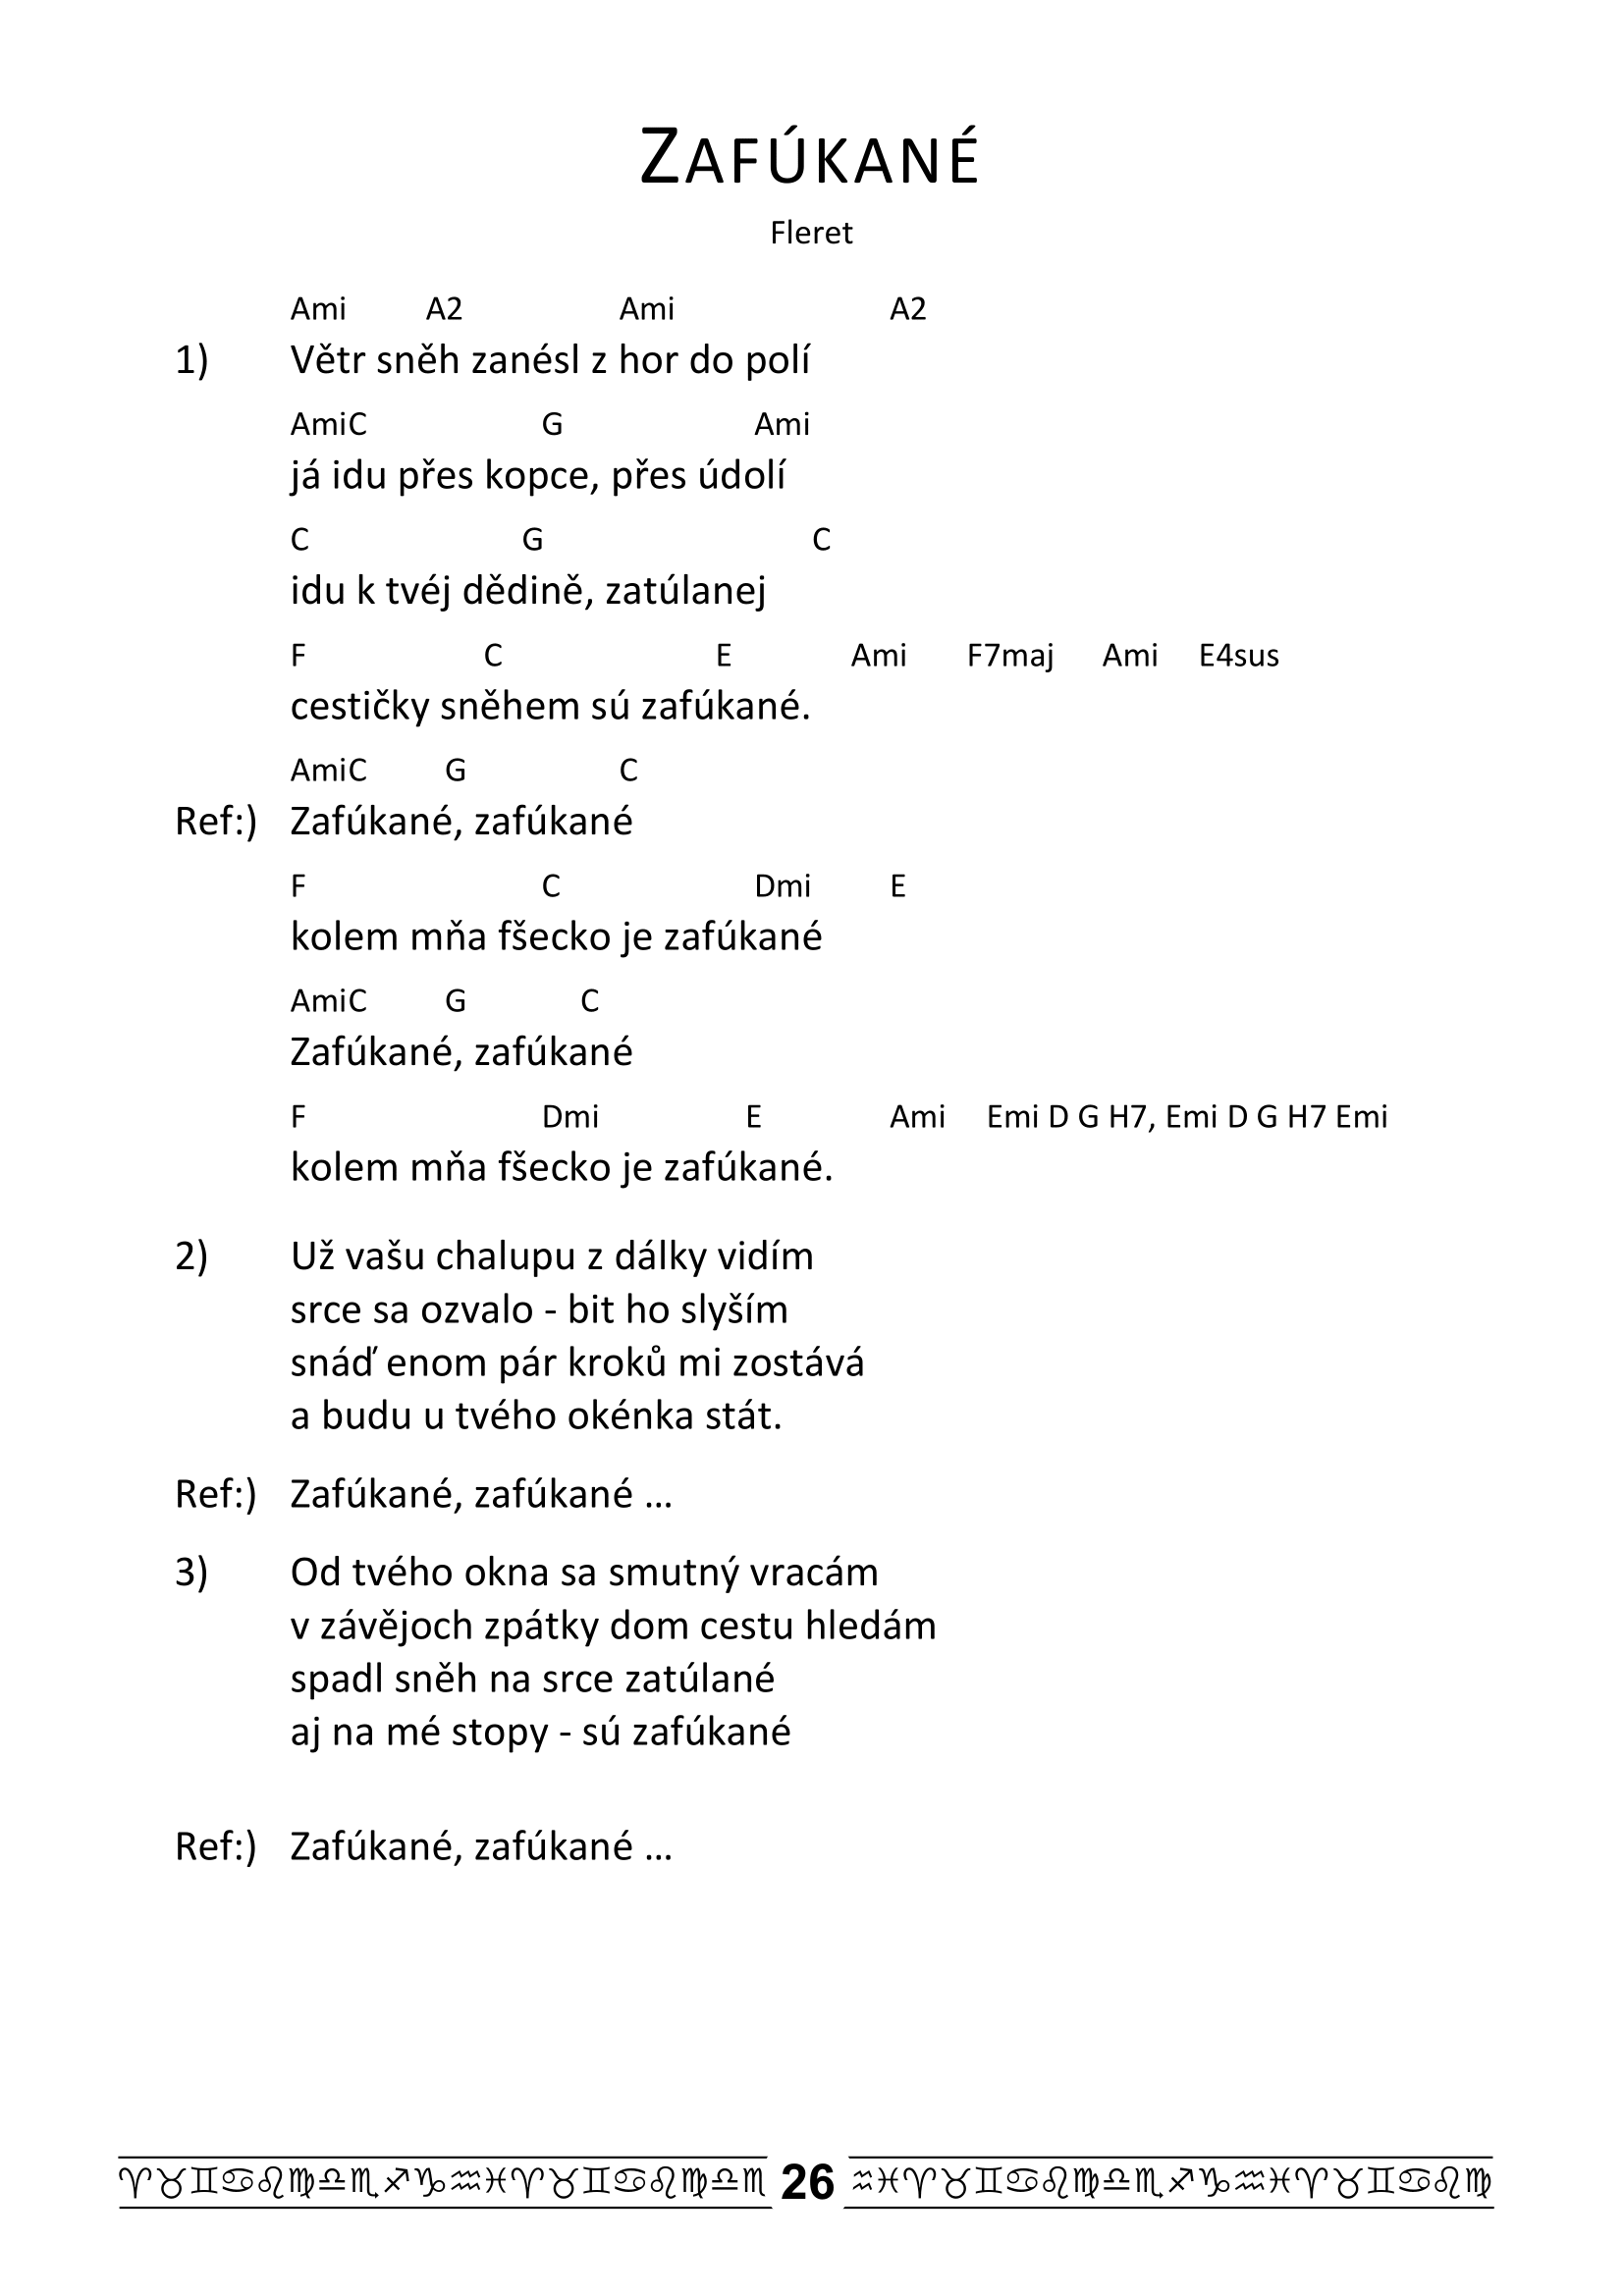 ZAFÚKANÉ
Fleret
Ami A2 Ami A2
1) Větr sněh zanésl z hor do polí
AmiC G Ami
já idu přes kopce, přes údolí
C G C
idu k tvéj dědině, zatúlanej
F C E Ami F7maj Ami E4sus
cestičky sněhem sú zafúkané.
AmiC G C
Ref:) Zafúkané, zafúkané
F C Dmi E
kolem mňa fšecko je zafúkané
AmiC G C
Zafúkané, zafúkané
F Dmi E Ami Emi D G H7, Emi D G H7 Emi
kolem mňa fšecko je zafúkané.
2) Už vašu chalupu z dálky vidím
srce sa ozvalo - bit ho slyším
snáď enom pár kroků mi zostává
a budu u tvého okénka stát.
Ref:) Zafúkané, zafúkané ...
3) Od tvého okna sa smutný vracám
v závějoch zpátky dom cestu hledám
spadl sněh na srce zatúlané
aj na mé stopy - sú zafúkané
Ref:) Zafúkané, zafúkané ...
♈♉♊♋♌♍♎♏♐♑♒♓♈♉♊♋♌♍♎♏ 26 ♒♓♈♉♊♋♌♍♎♏♐♑♒♓♈♉♊♋♌♍